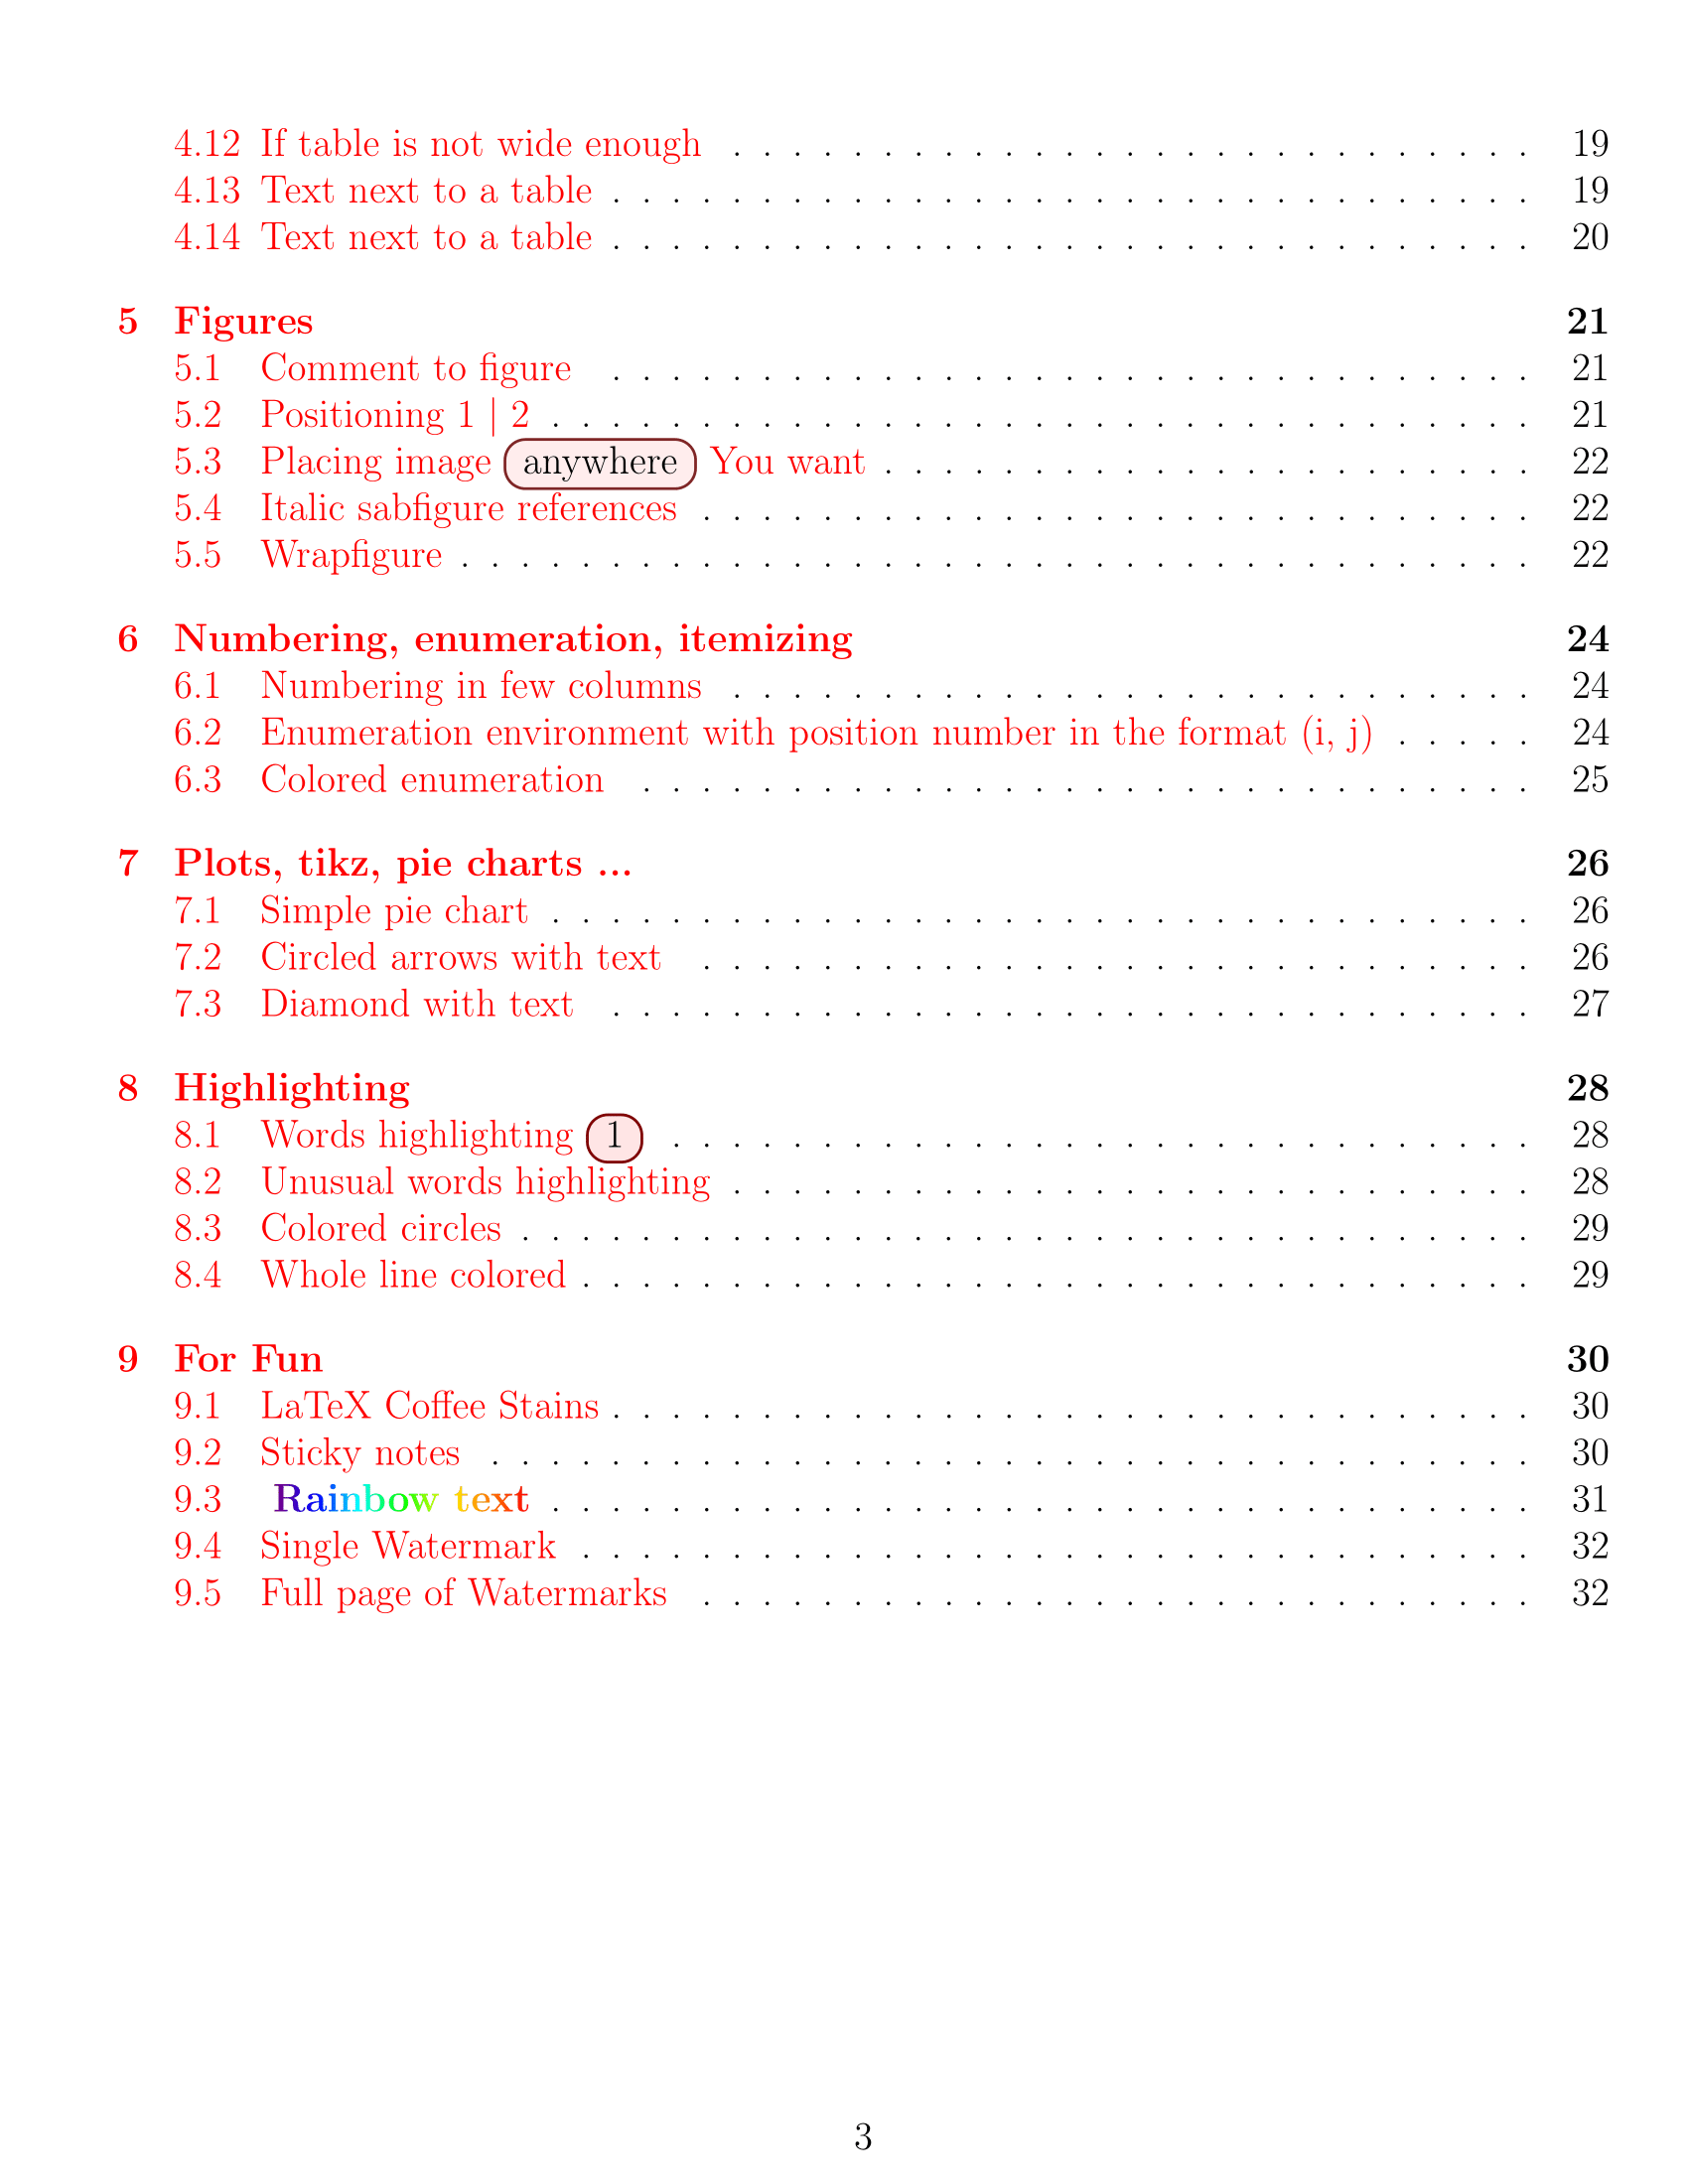 4.12 If table is not wide enough . . . . . . . . . . . . . . . . . . . . . . . . . . . 19
4.13 Text next to a table . . . . . . . . . . . . . . . . . . . . . . . . . . . . . . . 19
4.14 Text next to a table . . . . . . . . . . . . . . . . . . . . . . . . . . . . . . . 20
5 Figures 21
5.1 Comment to figure . . . . . . . . . . . . . . . . . . . . . . . . . . . . . . . 21
5.2 Positioning 1 | 2 . . . . . . . . . . . . . . . . . . . . . . . . . . . . . . . . . 21
5.3 Placing image anywhere You want . . . . . . . . . . . . . . . . . . . . . . 22
5.4 Italic sabfigure references . . . . . . . . . . . . . . . . . . . . . . . . . . . . 22
5.5 Wrapfigure . . . . . . . . . . . . . . . . . . . . . . . . . . . . . . . . . . . . 22
6 Numbering, enumeration, itemizing 24
6.1 Numbering in few columns . . . . . . . . . . . . . . . . . . . . . . . . . . . 24
6.2 Enumeration environment with position number in the format (i, j) . . . . . 24
6.3 Colored enumeration . . . . . . . . . . . . . . . . . . . . . . . . . . . . . . 25
7 Plots, tikz, pie charts ... 26
7.1 Simple pie chart . . . . . . . . . . . . . . . . . . . . . . . . . . . . . . . . . 26
7.2 Circled arrows with text . . . . . . . . . . . . . . . . . . . . . . . . . . . . 26
7.3 Diamond with text . . . . . . . . . . . . . . . . . . . . . . . . . . . . . . . 27
8 Highlighting 28
8.1 Words highlighting 1 . . . . . . . . . . . . . . . . . . . . . . . . . . . . . 28
8.2 Unusual words highlighting . . . . . . . . . . . . . . . . . . . . . . . . . . . 28
8.3 Colored circles . . . . . . . . . . . . . . . . . . . . . . . . . . . . . . . . . . 29
8.4 Whole line colored . . . . . . . . . . . . . . . . . . . . . . . . . . . . . . . . 29
9 For Fun 30
9.1 LaTeX Coffee Stains . . . . . . . . . . . . . . . . . . . . . . . . . . . . . . . 30
9.2 Sticky notes . . . . . . . . . . . . . . . . . . . . . . . . . . . . . . . . . . . 30
9.3 Rainbow text . . . . . . . . . . . . . . . . . . . . . . . . . . . . . . . . . 31
9.4 Single Watermark . . . . . . . . . . . . . . . . . . . . . . . . . . . . . . . . 32
9.5 Full page of Watermarks . . . . . . . . . . . . . . . . . . . . . . . . . . . . 32
3